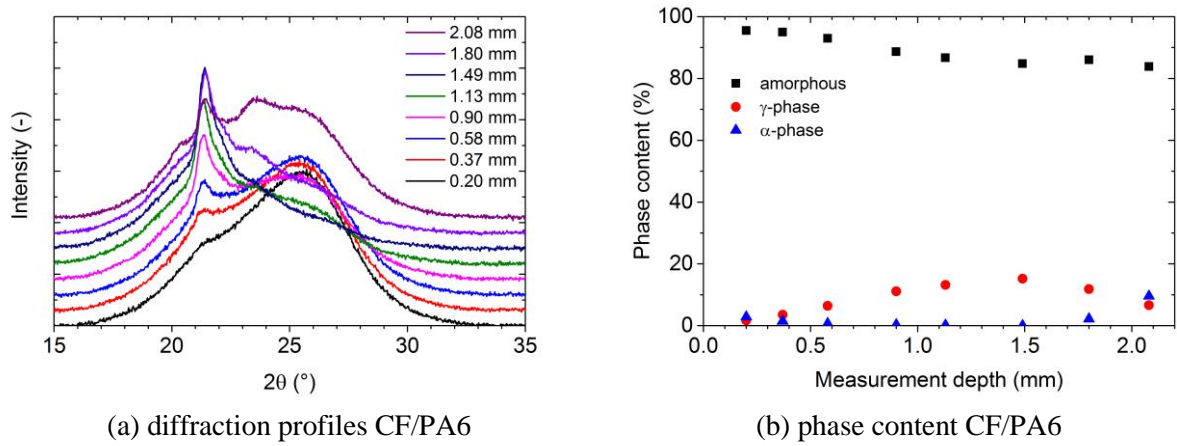 Intensity (-)
2.08 mm
1.80 mm
1.49 mm
1.13 mm
0.90 mm
0.58 mm
0.37 mm
0.20 mm
15 20 25 30 35
2θ (°)
(a) diffraction profiles CF/PA6
Phase content (%)
100
80
60
40
20
0
amorphous
γ-phase
α-phase
0.0 0.5 1.0 1.5 2.0
Measurement depth (mm)
(b) phase content CF/PA6